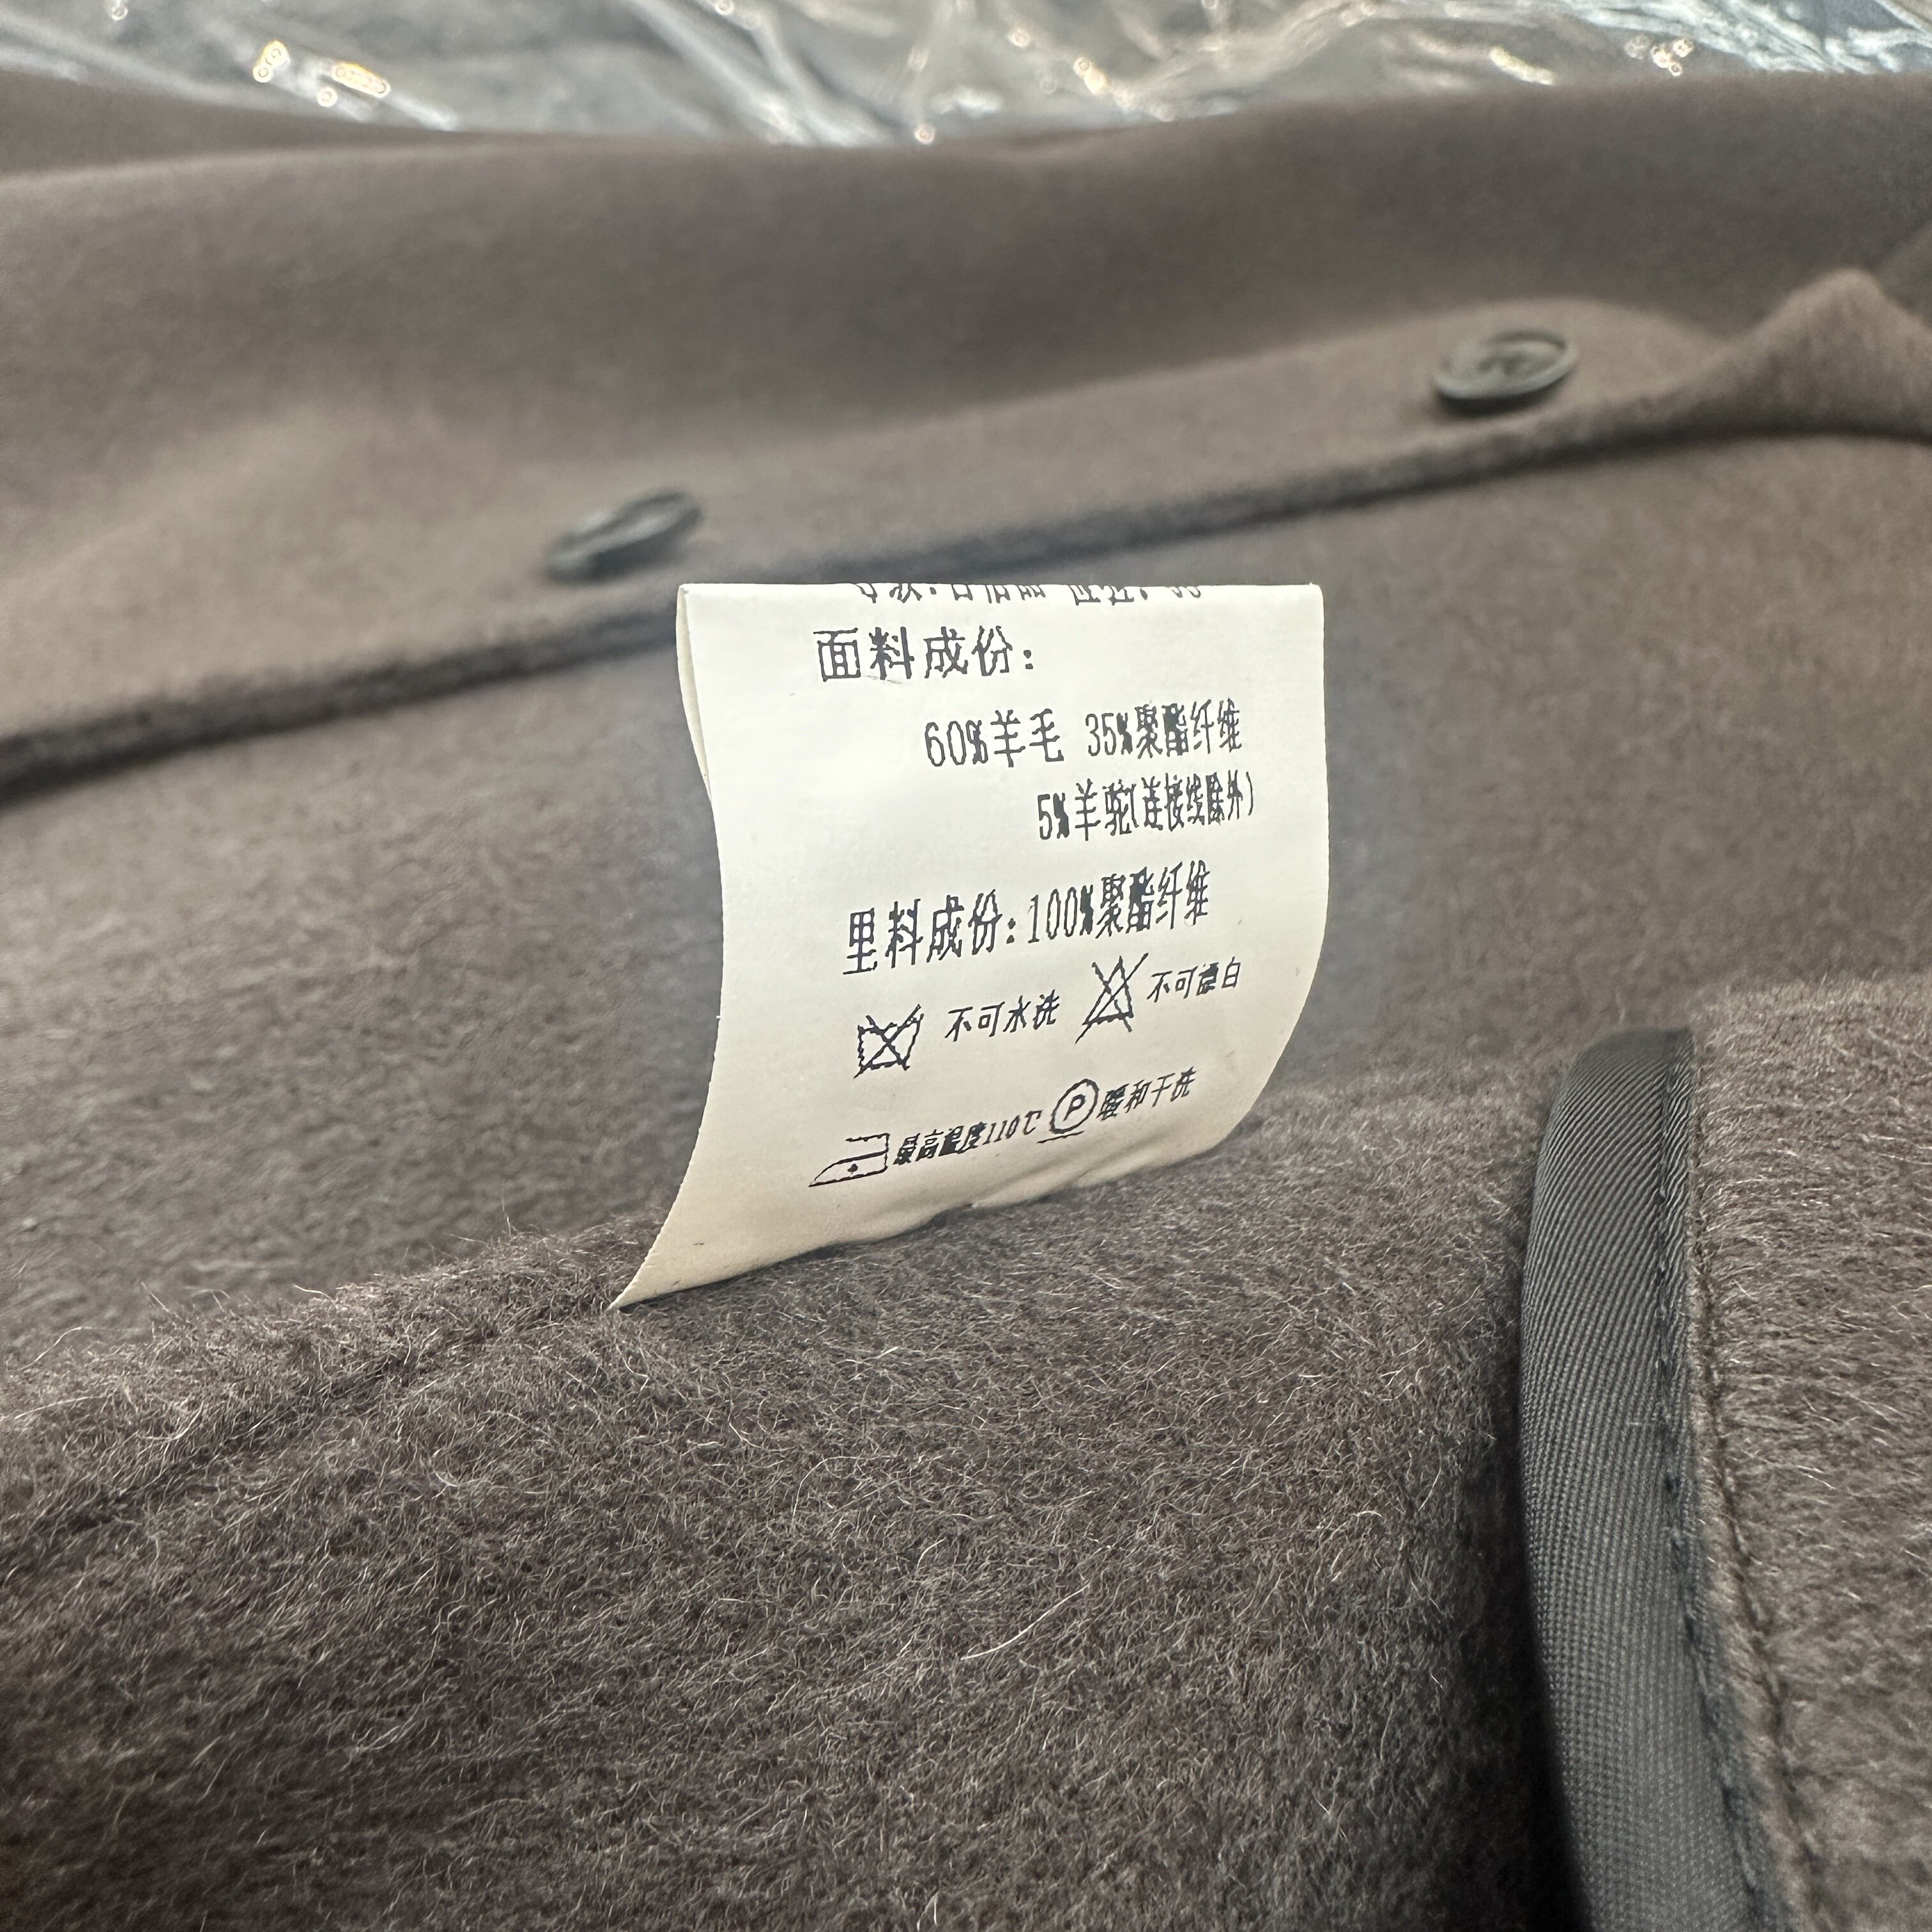 面料成份:
60%羊毛 35%聚酯纤维
5%羊驼(连接线除外)
里料成份:100%聚酯纤维
不可水洗 不可漂白
最高温度110℃ P 缓和干洗